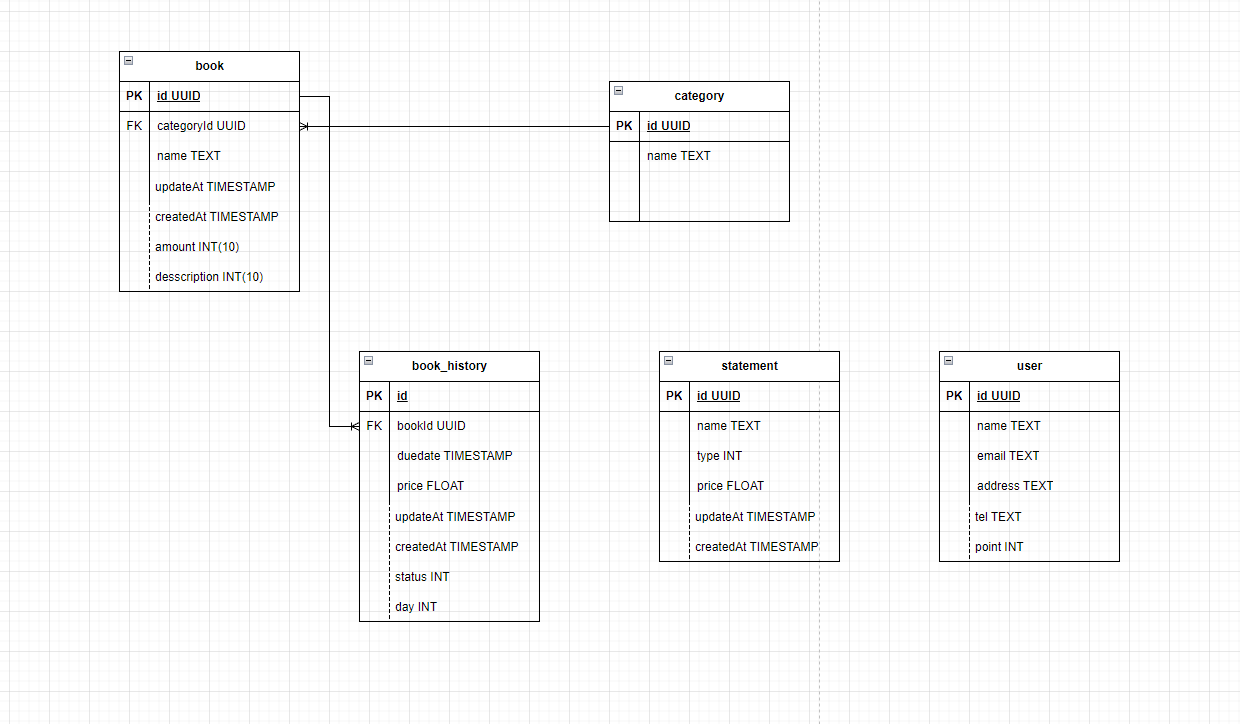 book
PK id UUID
FK categoryId UUID
name TEXT
updateAt TIMESTAMP
createdAt TIMESTAMP
amount INT(10)
desscription INT(10)
category
PK id UUID
name TEXT
book_history
PK id
FK bookId UUID
duedate TIMESTAMP
price FLOAT
updateAt TIMESTAMP
createdAt TIMESTAMP
status INT
day INT
statement
PK id UUID
name TEXT
type INT
price FLOAT
updateAt TIMESTAMP
createdAt TIMESTAMP
user
PK id UUID
name TEXT
email TEXT
address TEXT
tel TEXT
point INT